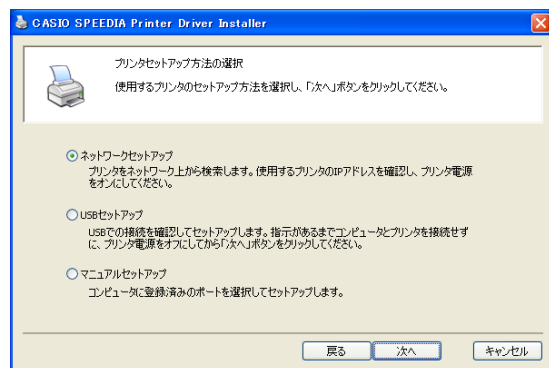 CASIO SPEEDIA Printer Driver Installer
プリンタセットアップ方法の選択
使用するプリンタのセットアップ方法を選択し、「次へ」ボタンをクリックしてください。
ネットワークセットアップ
プリンタをネットワーク上から検索します。使用するプリンタのIPアドレスを確認し、プリンタ電源
をオンにしてください。
USBセットアップ
USBでの接続を確認してセットアップします。指示があるまでコンピュータとプリンタを接続せず
に、プリンタ電源をオフにしてから「次へ」ボタンをクリックしてください。
マニュアルセットアップ
コンピュータに登録済みのポートを選択してセットアップします。
戻る 次へ キャンセル